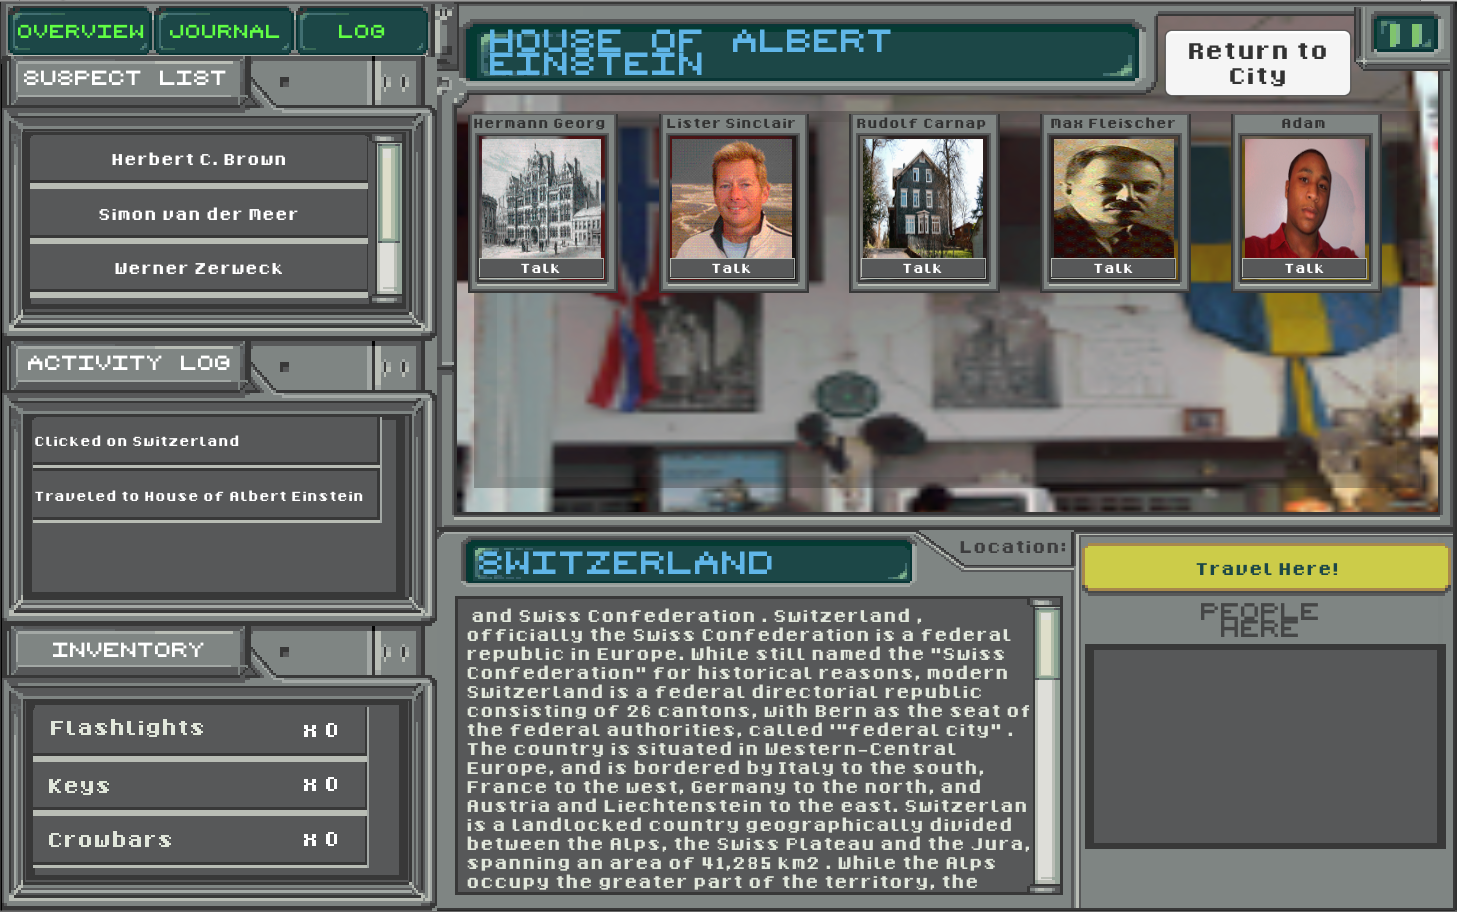 OVERVIEW
JOURNAL
LOG
SUSPECT LIST
Herbert C. Brown
Simon van der Meer
Werner Zerweck
ACTIVITY LOG
Clicked on Switzerland
Traveled to House of Albert Einstein
INVENTORY
Flashlights x 0
Keys x 0
Crowbars x 0
HOUSE OF ALBERT
EINSTEIN
Return to
City
Hermann Georg
Talk
Lister Sinclair
Talk
Rudolf Carnap
Talk
Max Fleischer
Talk
Adam
Talk
SWITZERLAND
Location:
and Swiss Confederation . Switzerland ,
officially the Swiss Confederation is a federal
republic in Europe. While still named the "Swiss
Confederation" for historical reasons, modern
Switzerland is a federal directorial republic
consisting of 26 cantons, with Bern as the seat of
the federal authorities, called '"federal city" .
The country is situated in Western-Central
Europe, and is bordered by Italy to the south,
France to the west, Germany to the north, and
Austria and Liechtenstein to the east. Switzerlan
is a landlocked country geographically divided
between the Alps, the Swiss Plateau and the Jura,
spanning an area of 41,285 km2 . While the Alps
occupy the greater part of the territory, the
Travel Here!
PEOPLE
HERE